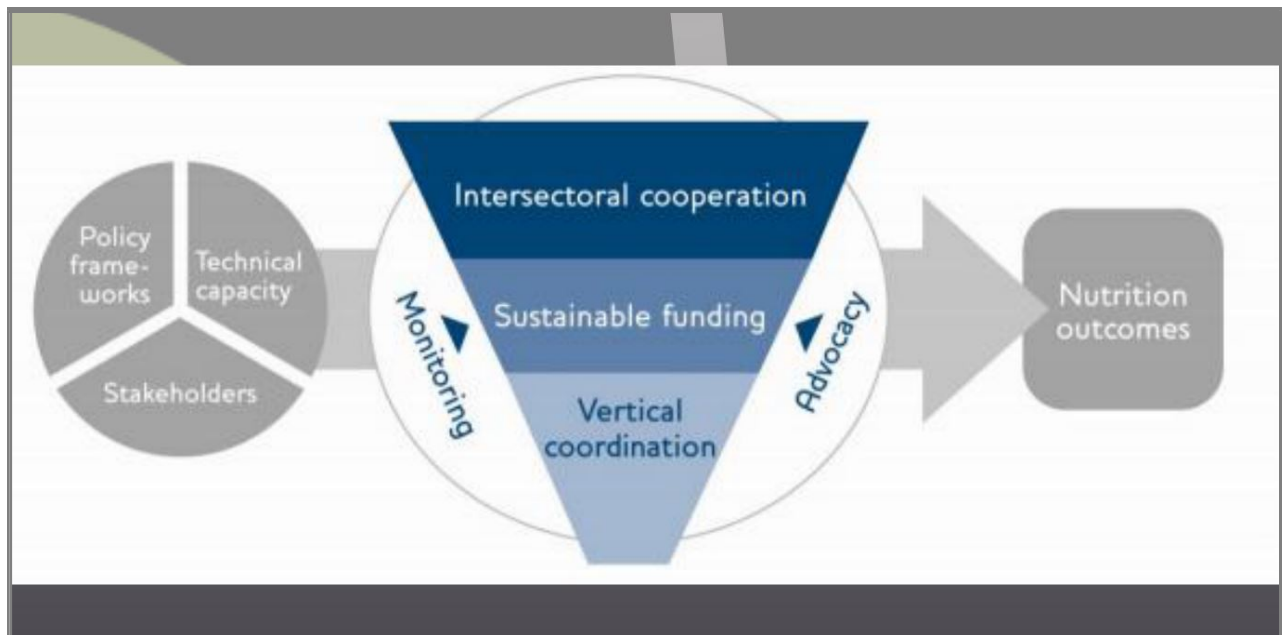 Policy
frame-
works
Technical
capacity
Stakeholders
Intersectoral cooperation
Monitoring
Sustainable funding
Advocacy
Vertical
coordination
Nutrition
outcomes